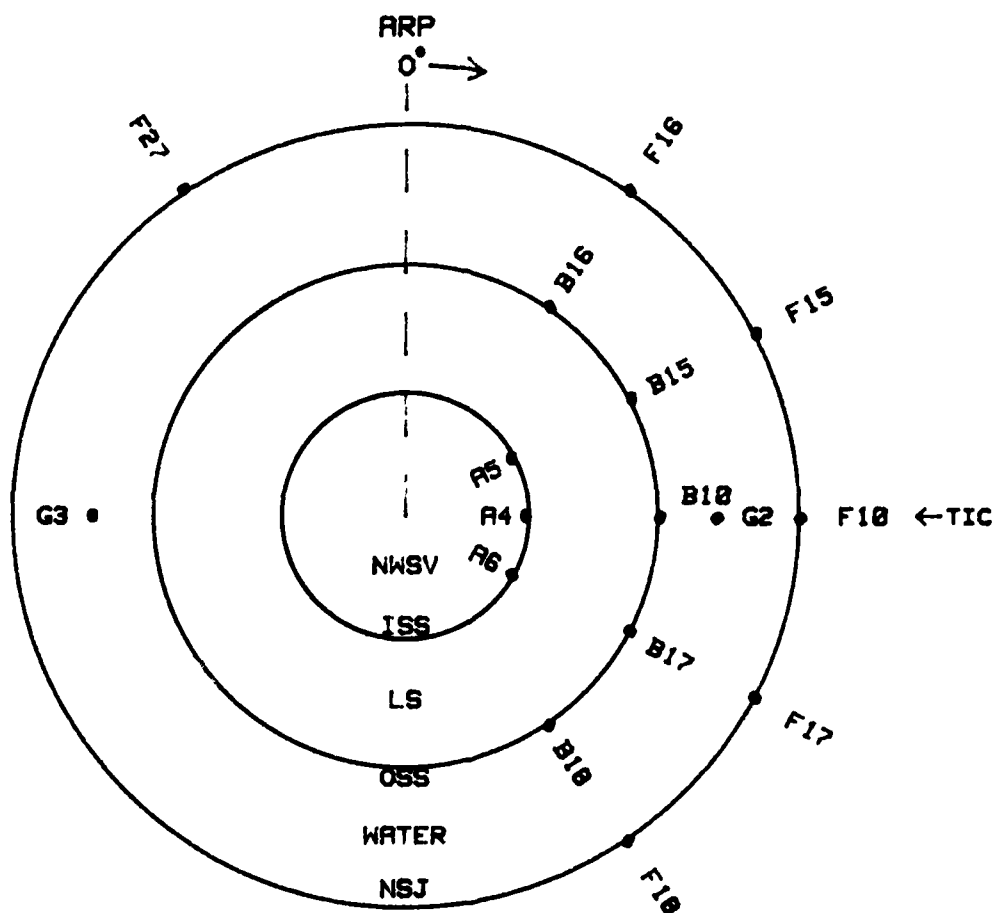 ARP
0° →
F27
F16
B16
F15
B15
A5
G3
A4
B10
G2
F10
←TIC
NWSV
A6
ISS
B17
LS
F17
B18
OSS
WATER
NSJ
F18